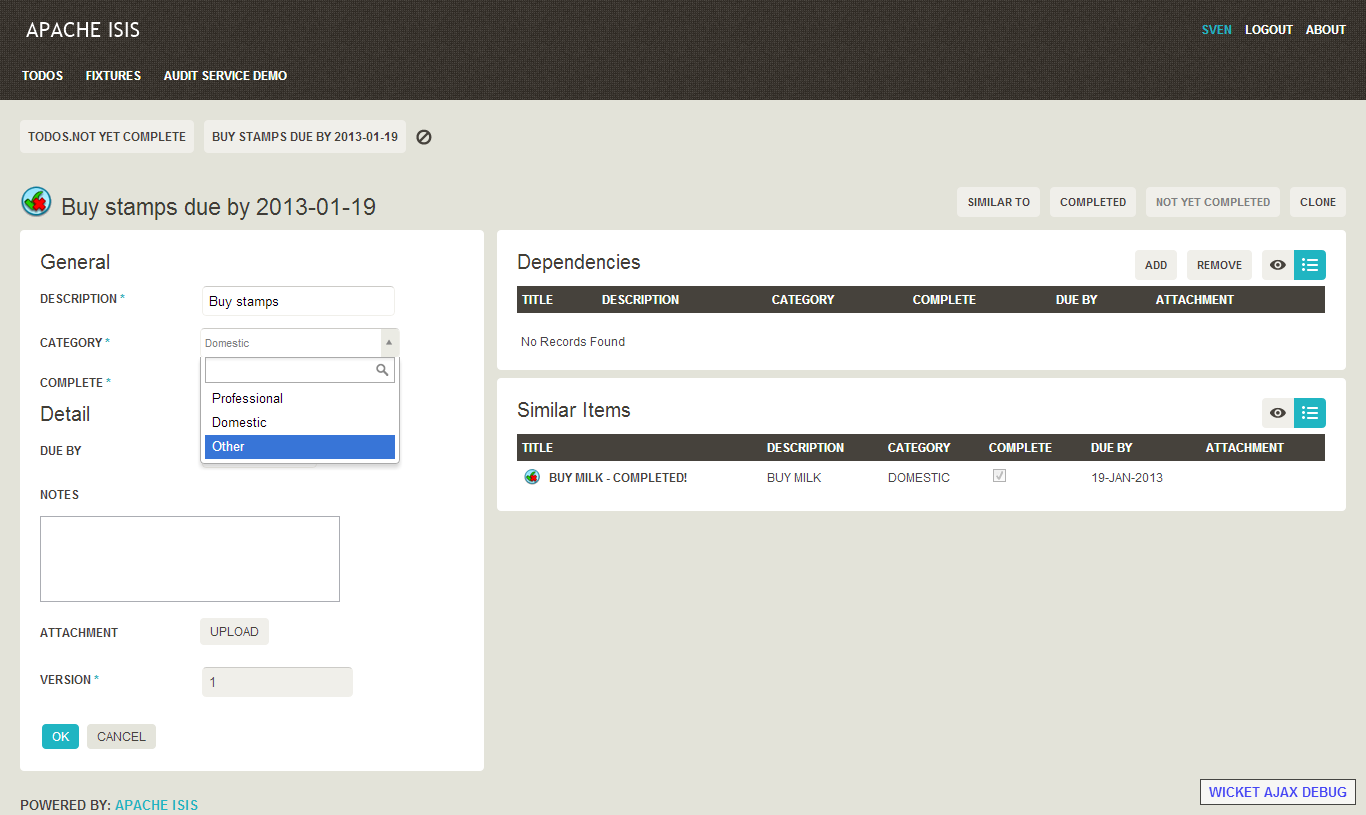 APACHE ISIS
SVEN LOGOUT ABOUT
TODOS FIXTURES AUDIT SERVICE DEMO
TODOS.NOT YET COMPLETE BUY STAMPS DUE BY 2013-01-19
Buy stamps due by 2013-01-19
SIMILAR TO COMPLETED NOT YET COMPLETED CLONE
General
DESCRIPTION * Buy stamps
CATEGORY * Domestic
Professional
Domestic
Other
COMPLETE *
Detail
DUE BY
NOTES
ATTACHMENT UPLOAD
VERSION * 1
OK CANCEL
Dependencies
ADD REMOVE
TITLE DESCRIPTION CATEGORY COMPLETE DUE BY ATTACHMENT
No Records Found
Similar Items
TITLE DESCRIPTION CATEGORY COMPLETE DUE BY ATTACHMENT
BUY MILK - COMPLETED! BUY MILK DOMESTIC 19-JAN-2013
POWERED BY: APACHE ISIS
WICKET AJAX DEBUG